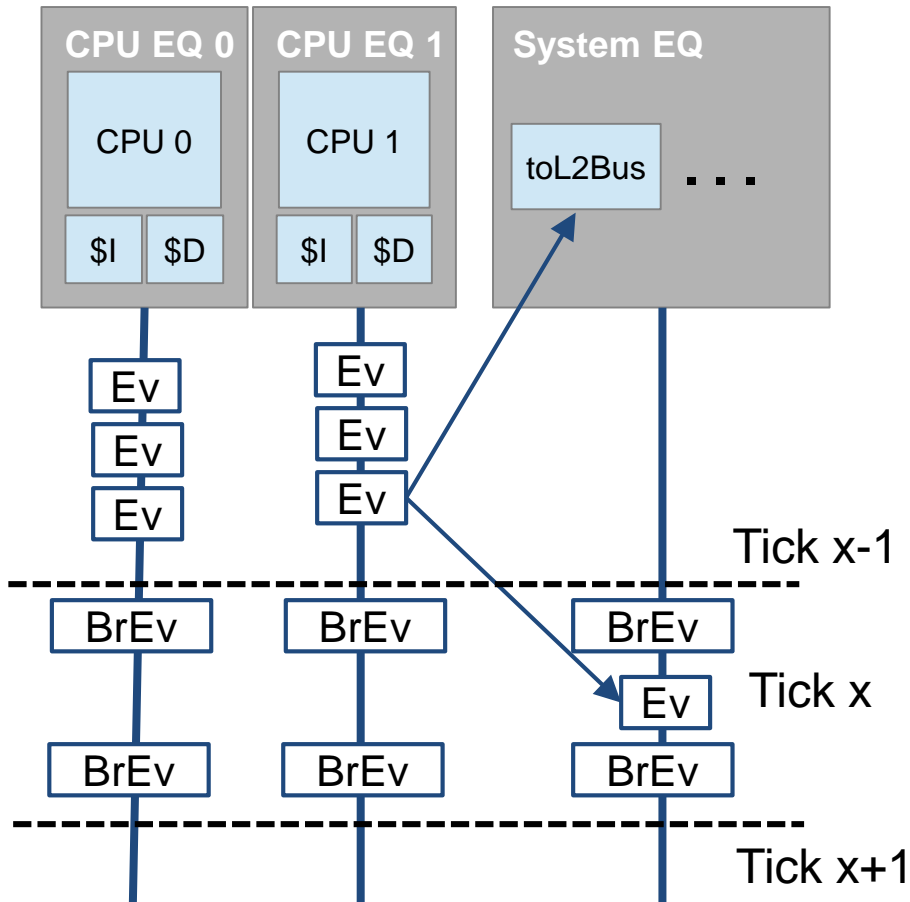 CPU EQ 0
CPU 0
$I $D
CPU EQ 1
CPU 1
$I $D
System EQ
toL2Bus . . .
Ev
Ev
Ev
Ev
Ev
Ev
Tick x-1
BrEv BrEv BrEv
Ev
Tick x
BrEv BrEv BrEv
Tick x+1